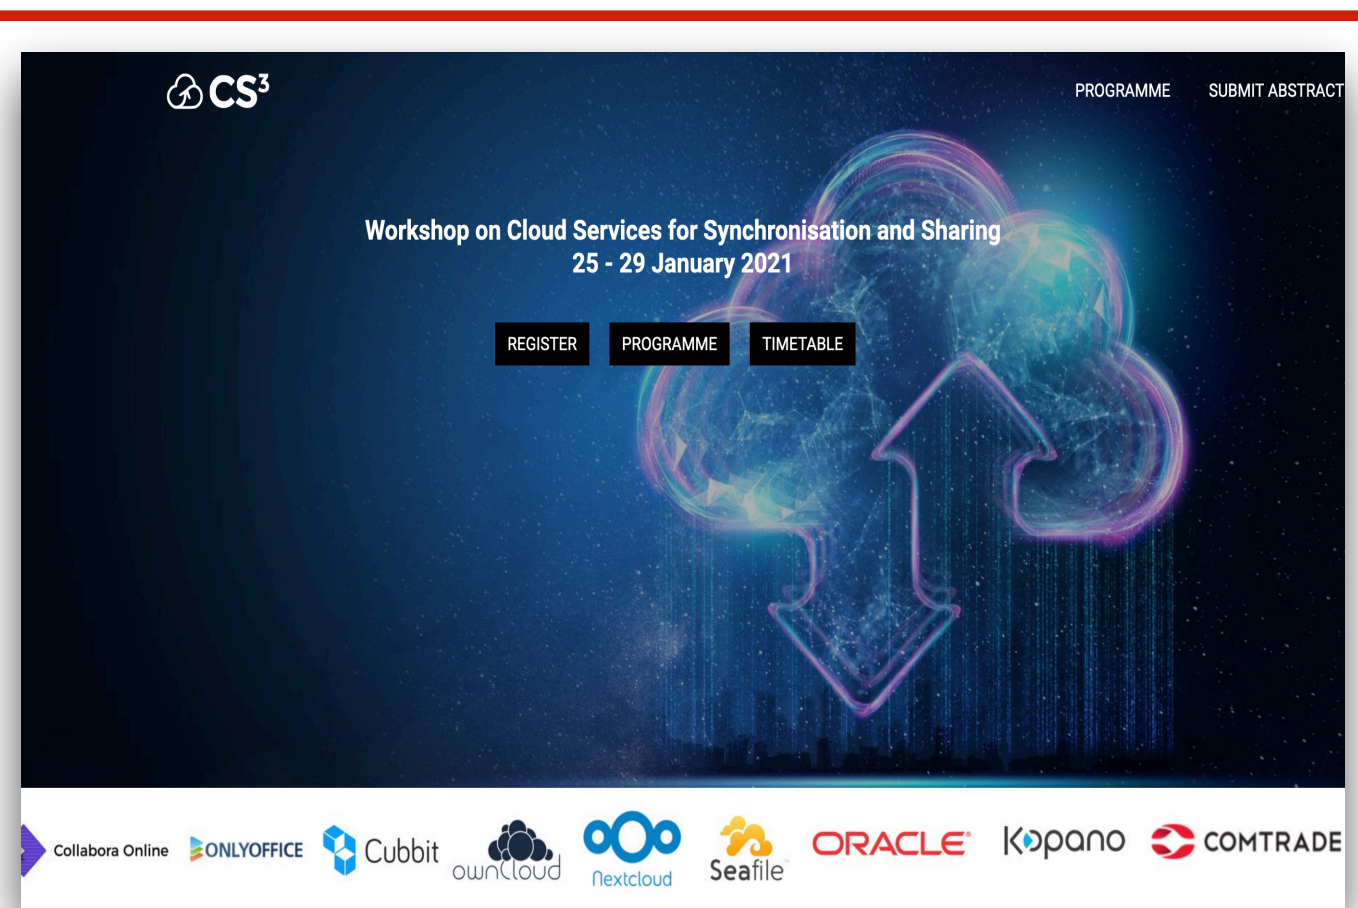 CS³
PROGRAMME
SUBMIT ABSTRACT
Workshop on Cloud Services for Synchronisation and Sharing
25 - 29 January 2021
REGISTER
PROGRAMME
TIMETABLE
Collabora Online
ONLYOFFICE
Cubbit
ownCloud
Nextcloud
Seafile
ORACLE®
Kopano
COMTRADE